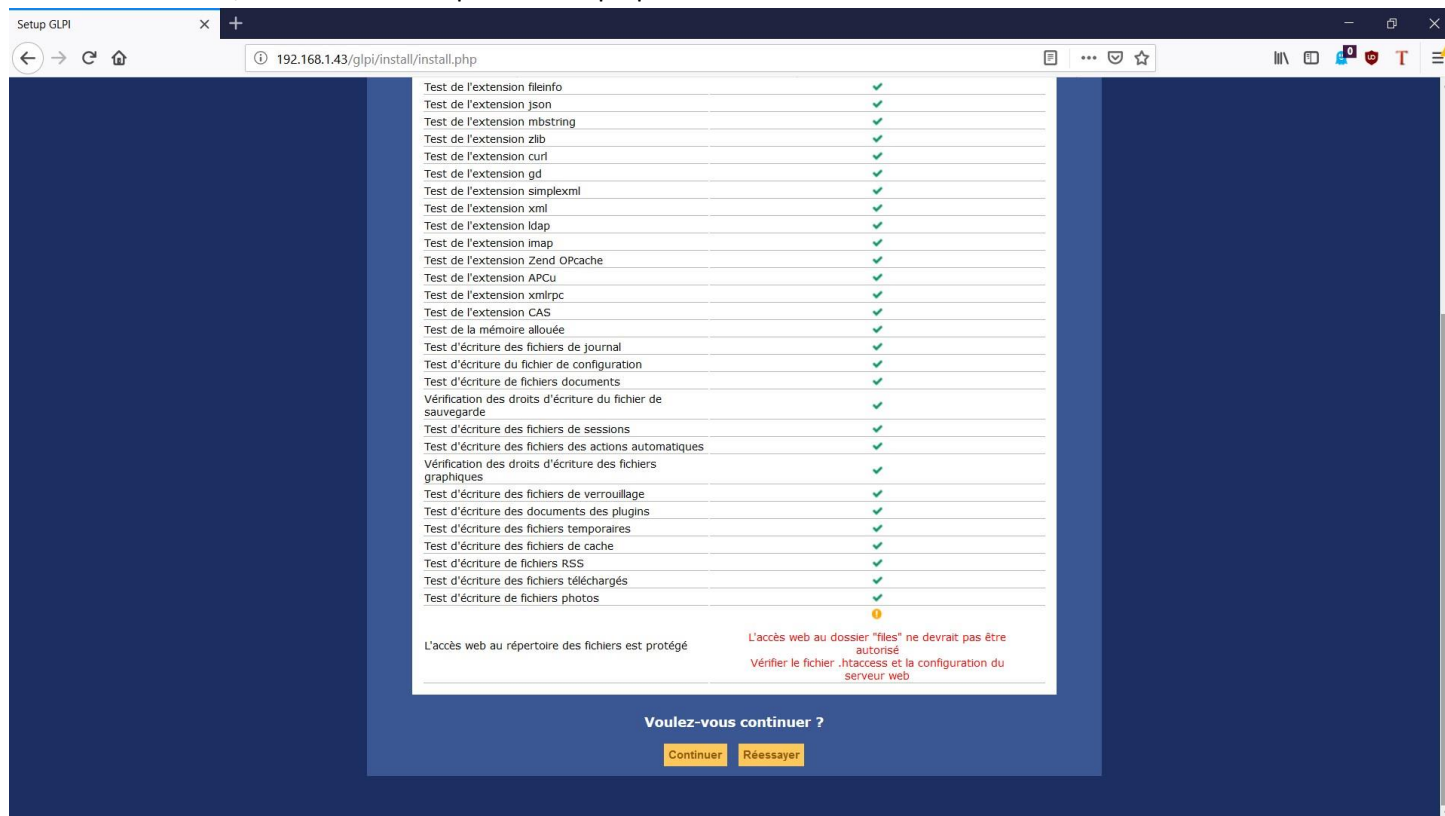 Setup GLPI
192.168.1.43/glpi/install/install.php
0
T
Test de l'extension fileinfo
Test de l'extension json
Test de l'extension mbstring
Test de l'extension zlib
Test de l'extension curl
Test de l'extension gd
Test de l'extension simplexml
Test de l'extension xml
Test de l'extension ldap
Test de l'extension imap
Test de l'extension Zend OPcache
Test de l'extension APCu
Test de l'extension xmlrpc
Test de l'extension CAS
Test de la mémoire allouée
Test d'écriture des fichiers de journal
Test d'écriture du fichier de configuration
Test d'écriture de fichiers documents
Vérification des droits d'écriture du fichier de
sauvegarde
Test d'écriture des fichiers de sessions
Test d'écriture des fichiers des actions automatiques
Vérification des droits d'écriture des fichiers
graphiques
Test d'écriture des fichiers de verrouillage
Test d'écriture des documents des plugins
Test d'écriture des fichiers temporaires
Test d'écriture des fichiers de cache
Test d'écriture de fichiers RSS
Test d'écriture des fichiers téléchargés
Test d'écriture de fichiers photos
L'accès web au répertoire des fichiers est protégé
L'accès web au dossier "files" ne devrait pas être
autorisé
Vérifier le fichier .htaccess et la configuration du
serveur web
Voulez-vous continuer ?
Continuer
Réessayer